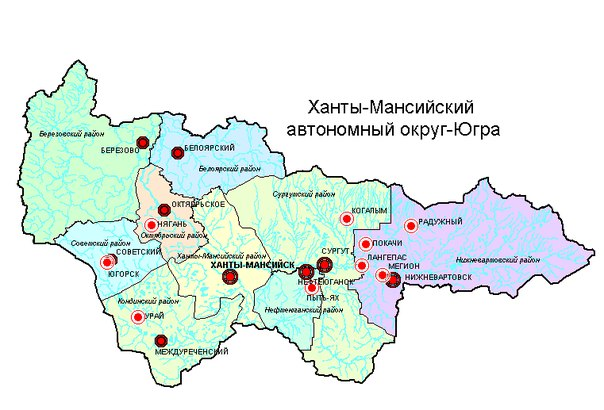 Ханты-Мансийский
автономный округ-Югра
Березовский район
БЕРЕЗОВО
БЕЛОЯРСКИЙ
Белоярский район
Сургутский район
ОКТЯБРЬСКОЕ
КОГАЛЫМ
РАДУЖНЫЙ
НЯГАНЬ
Октябрьский район
Советский район
СОВЕТСКИЙ
ПОКАЧИ
Ханты-Мансийский район
СУРГУТ
Нижневартовский район
ХАНТЫ-МАНСИЙСК
ЛАНГЕПАС
МЕГИОН
ЮГОРСК
НЕФТЕЮГАНСК
НИЖНЕВАРТОВСК
Кондинский район
ПЫТЬ-ЯХ
Нефтеюганский район
УРАЙ
МЕЖДУРЕЧЕНСКИЙ